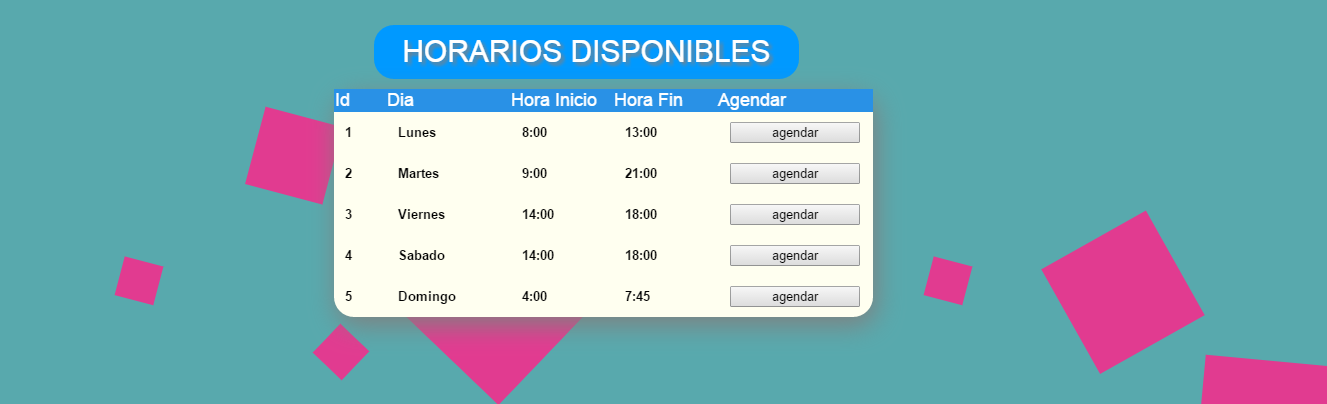 HORARIOS DISPONIBLES
Id Dia Hora Inicio Hora Fin Agendar
1 Lunes 8:00 13:00 agendar
2 Martes 9:00 21:00 agendar
3 Viernes 14:00 18:00 agendar
4 Sabado 14:00 18:00 agendar
5 Domingo 4:00 7:45 agendar